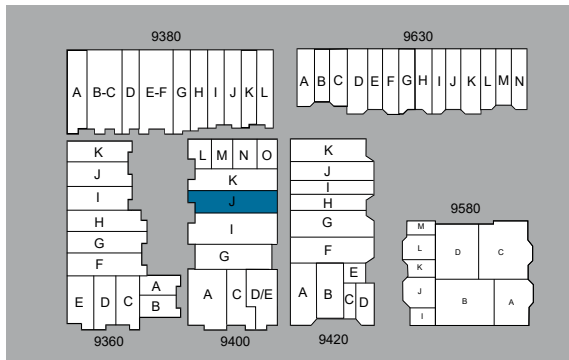 9380
9630
A B-C D E-F G H I J K L
A B C D E F G H I J K L M N
K
J
I
H
G
F
E D C A
B
9360
L M N O
K
J
I
G
A C D/E
9400
K
J
I
H
G
F
E
A B C D
9420
9580
M
L
K
J
I
D C
B A